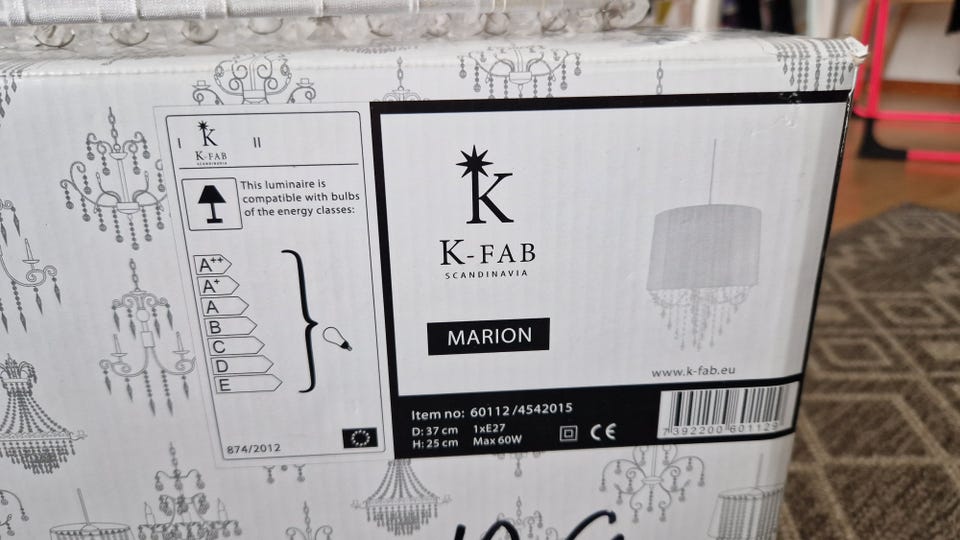 I
II
K-FAB
SCANDINAVIA
This luminaire is
compatible with bulbs
of the energy classes:
A++
A+
A
B
C
D
E
874/2012
K
K-FAB
SCANDINAVIA
MARION
www.k-fab.eu
Item no: 60112/4542015
D: 37 cm 1xE27
H: 25 cm Max 60W
CE
7392200601129